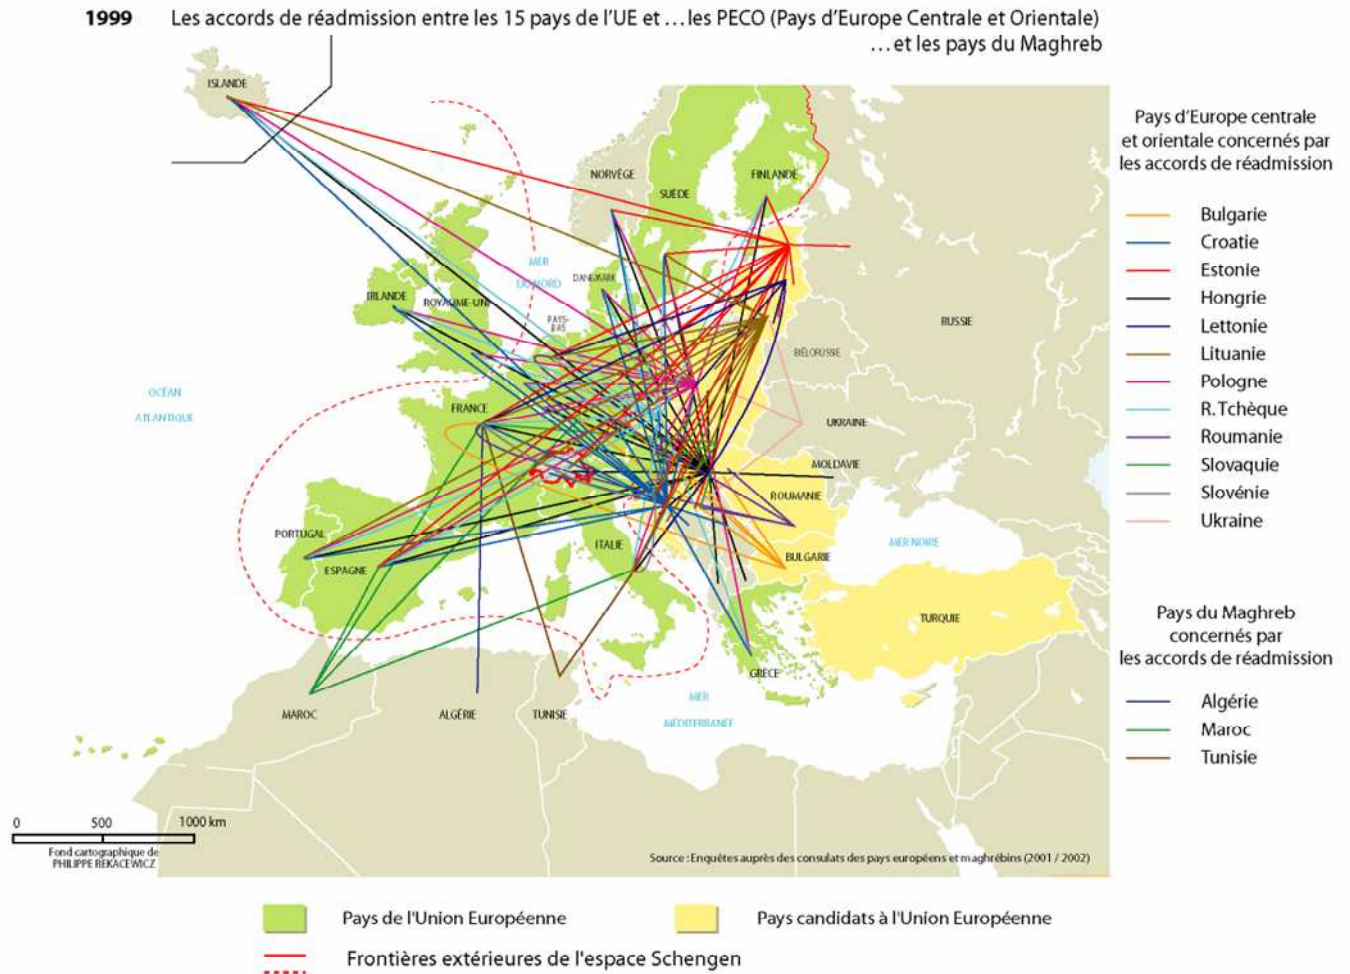 1999 Les accords de réadmission entre les 15 pays de l'UE et ...les PECO (Pays d'Europe Centrale et Orientale)
...et les pays du Maghreb
ISLANDE
NORVÈGE
SUÈDE
FINLANDE
MER
DU NORD
DANEMARK
IRLANDE
ROYAUME-UNI
PAYS-
BAS
RUSSIE
BIÉLORUSSIE
OCÉAN
ATLANTIQUE
FRANCE
UKRAINE
MOLDAVIE
ROUMANIE
PORTUGAL
ESPAGNE
ITALIE
MER NOIRE
BULGARIE
TURQUIE
GRÈCE
MER
MÉDITERRANÉE
MAROC
ALGÉRIE
TUNISIE
Pays d'Europe centrale
et orientale concernés par
les accords de réadmission
Bulgarie
Croatie
Estonie
Hongrie
Lettonie
Lituanie
Pologne
R.Tchèque
Roumanie
Slovaquie
Slovénie
Ukraine
Pays du Maghreb
concernés par
les accords de réadmission
Algérie
Maroc
Tunisie
0 500 1000 km
Fond cartographique de
PHILIPPE REKACEWICZ
Source : Enquêtes auprès des consulats des pays européens et maghrébins (2001 / 2002)
Pays de l'Union Européenne
Pays candidats à l'Union Européenne
Frontières extérieures de l'espace Schengen